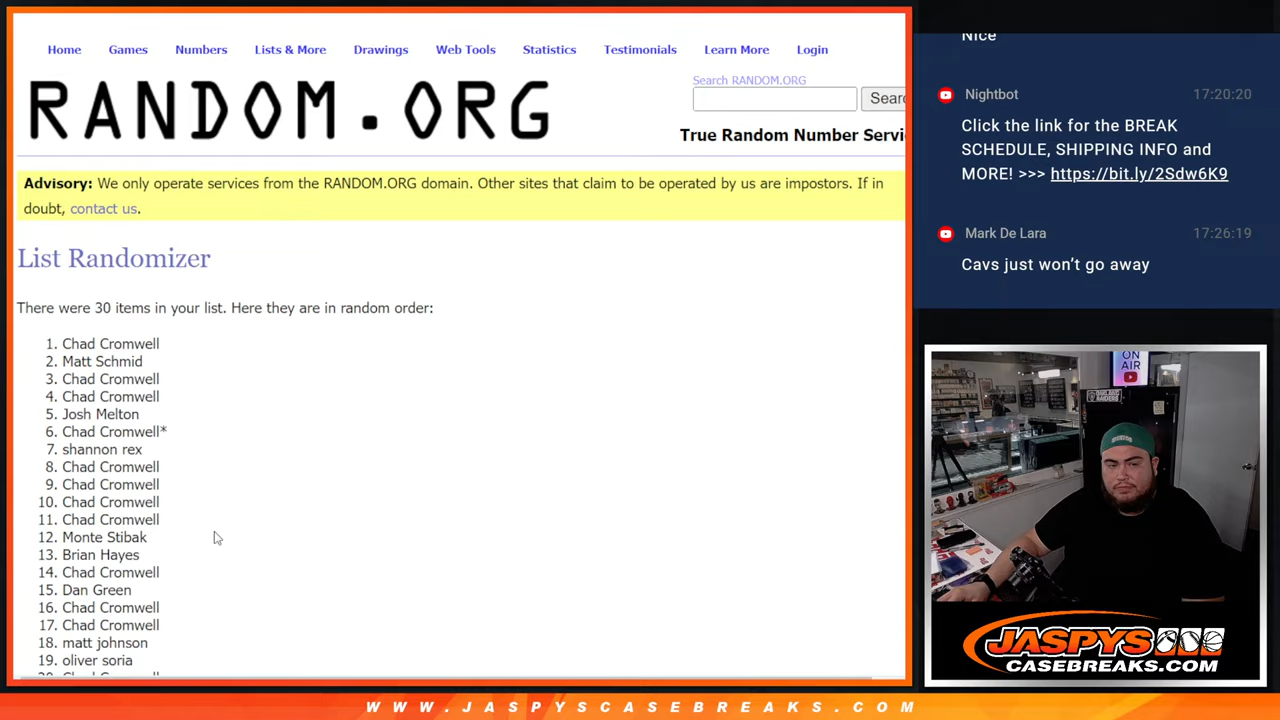 Home Games Numbers Lists & More Drawings Web Tools Statistics Testimonials Learn More Login
RANDOM.ORG
Search RANDOM.ORG
Searc
True Random Number Servi
Advisory: We only operate services from the RANDOM.ORG domain. Other sites that claim to be operated by us are impostors. If in
doubt, contact us.
List Randomizer
There were 30 items in your list. Here they are in random order:
1. Chad Cromwell
2. Matt Schmid
3. Chad Cromwell
4. Chad Cromwell
5. Josh Melton
6. Chad Cromwell*
7. shannon rex
8. Chad Cromwell
9. Chad Cromwell
10. Chad Cromwell
11. Chad Cromwell
12. Monte Stibak
13. Brian Hayes
14. Chad Cromwell
15. Dan Green
16. Chad Cromwell
17. Chad Cromwell
18. matt johnson
19. oliver soria
Nice
Nightbot 17:20:20
Click the link for the BREAK
SCHEDULE, SHIPPING INFO and
MORE! >>> https://bit.ly/2Sdw6K9
Mark De Lara 17:26:19
Cavs just won’t go away
ON
AIR
JASPYS
CASEBREAKS.COM
WWW.JASPYSCASEBREAKS.COM